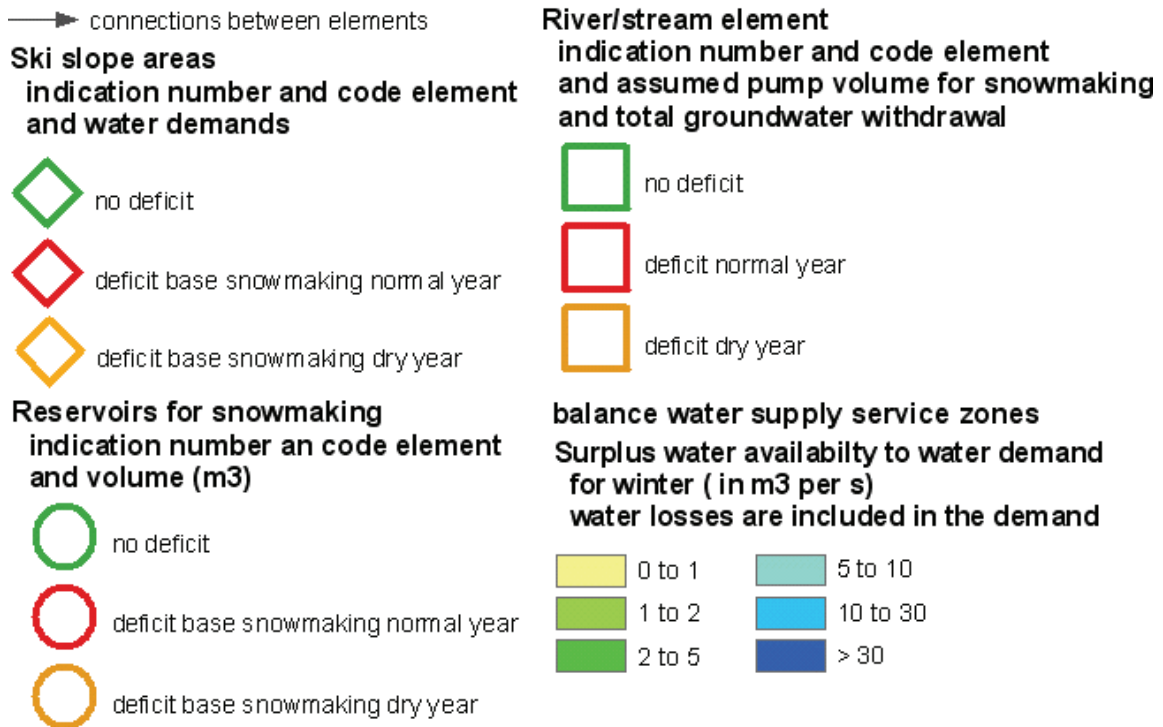 connections between elements
Ski slope areas
indication number and code element
and water demands
no deficit
deficit base snowmaking normal year
deficit base snowmaking dry year
Reservoirs for snowmaking
indication number an code element
and volume (m3)
no deficit
deficit base snowmaking normal year
deficit base snowmaking dry year
River/stream element
indication number and code element
and assumed pump volume for snowmaking
and total groundwater withdrawal
no deficit
deficit normal year
deficit dry year
balance water supply service zones
Surplus water availabilty to water demand
for winter ( in m3 per s)
water losses are included in the demand
0 to 1
1 to 2
2 to 5
5 to 10
10 to 30
> 30